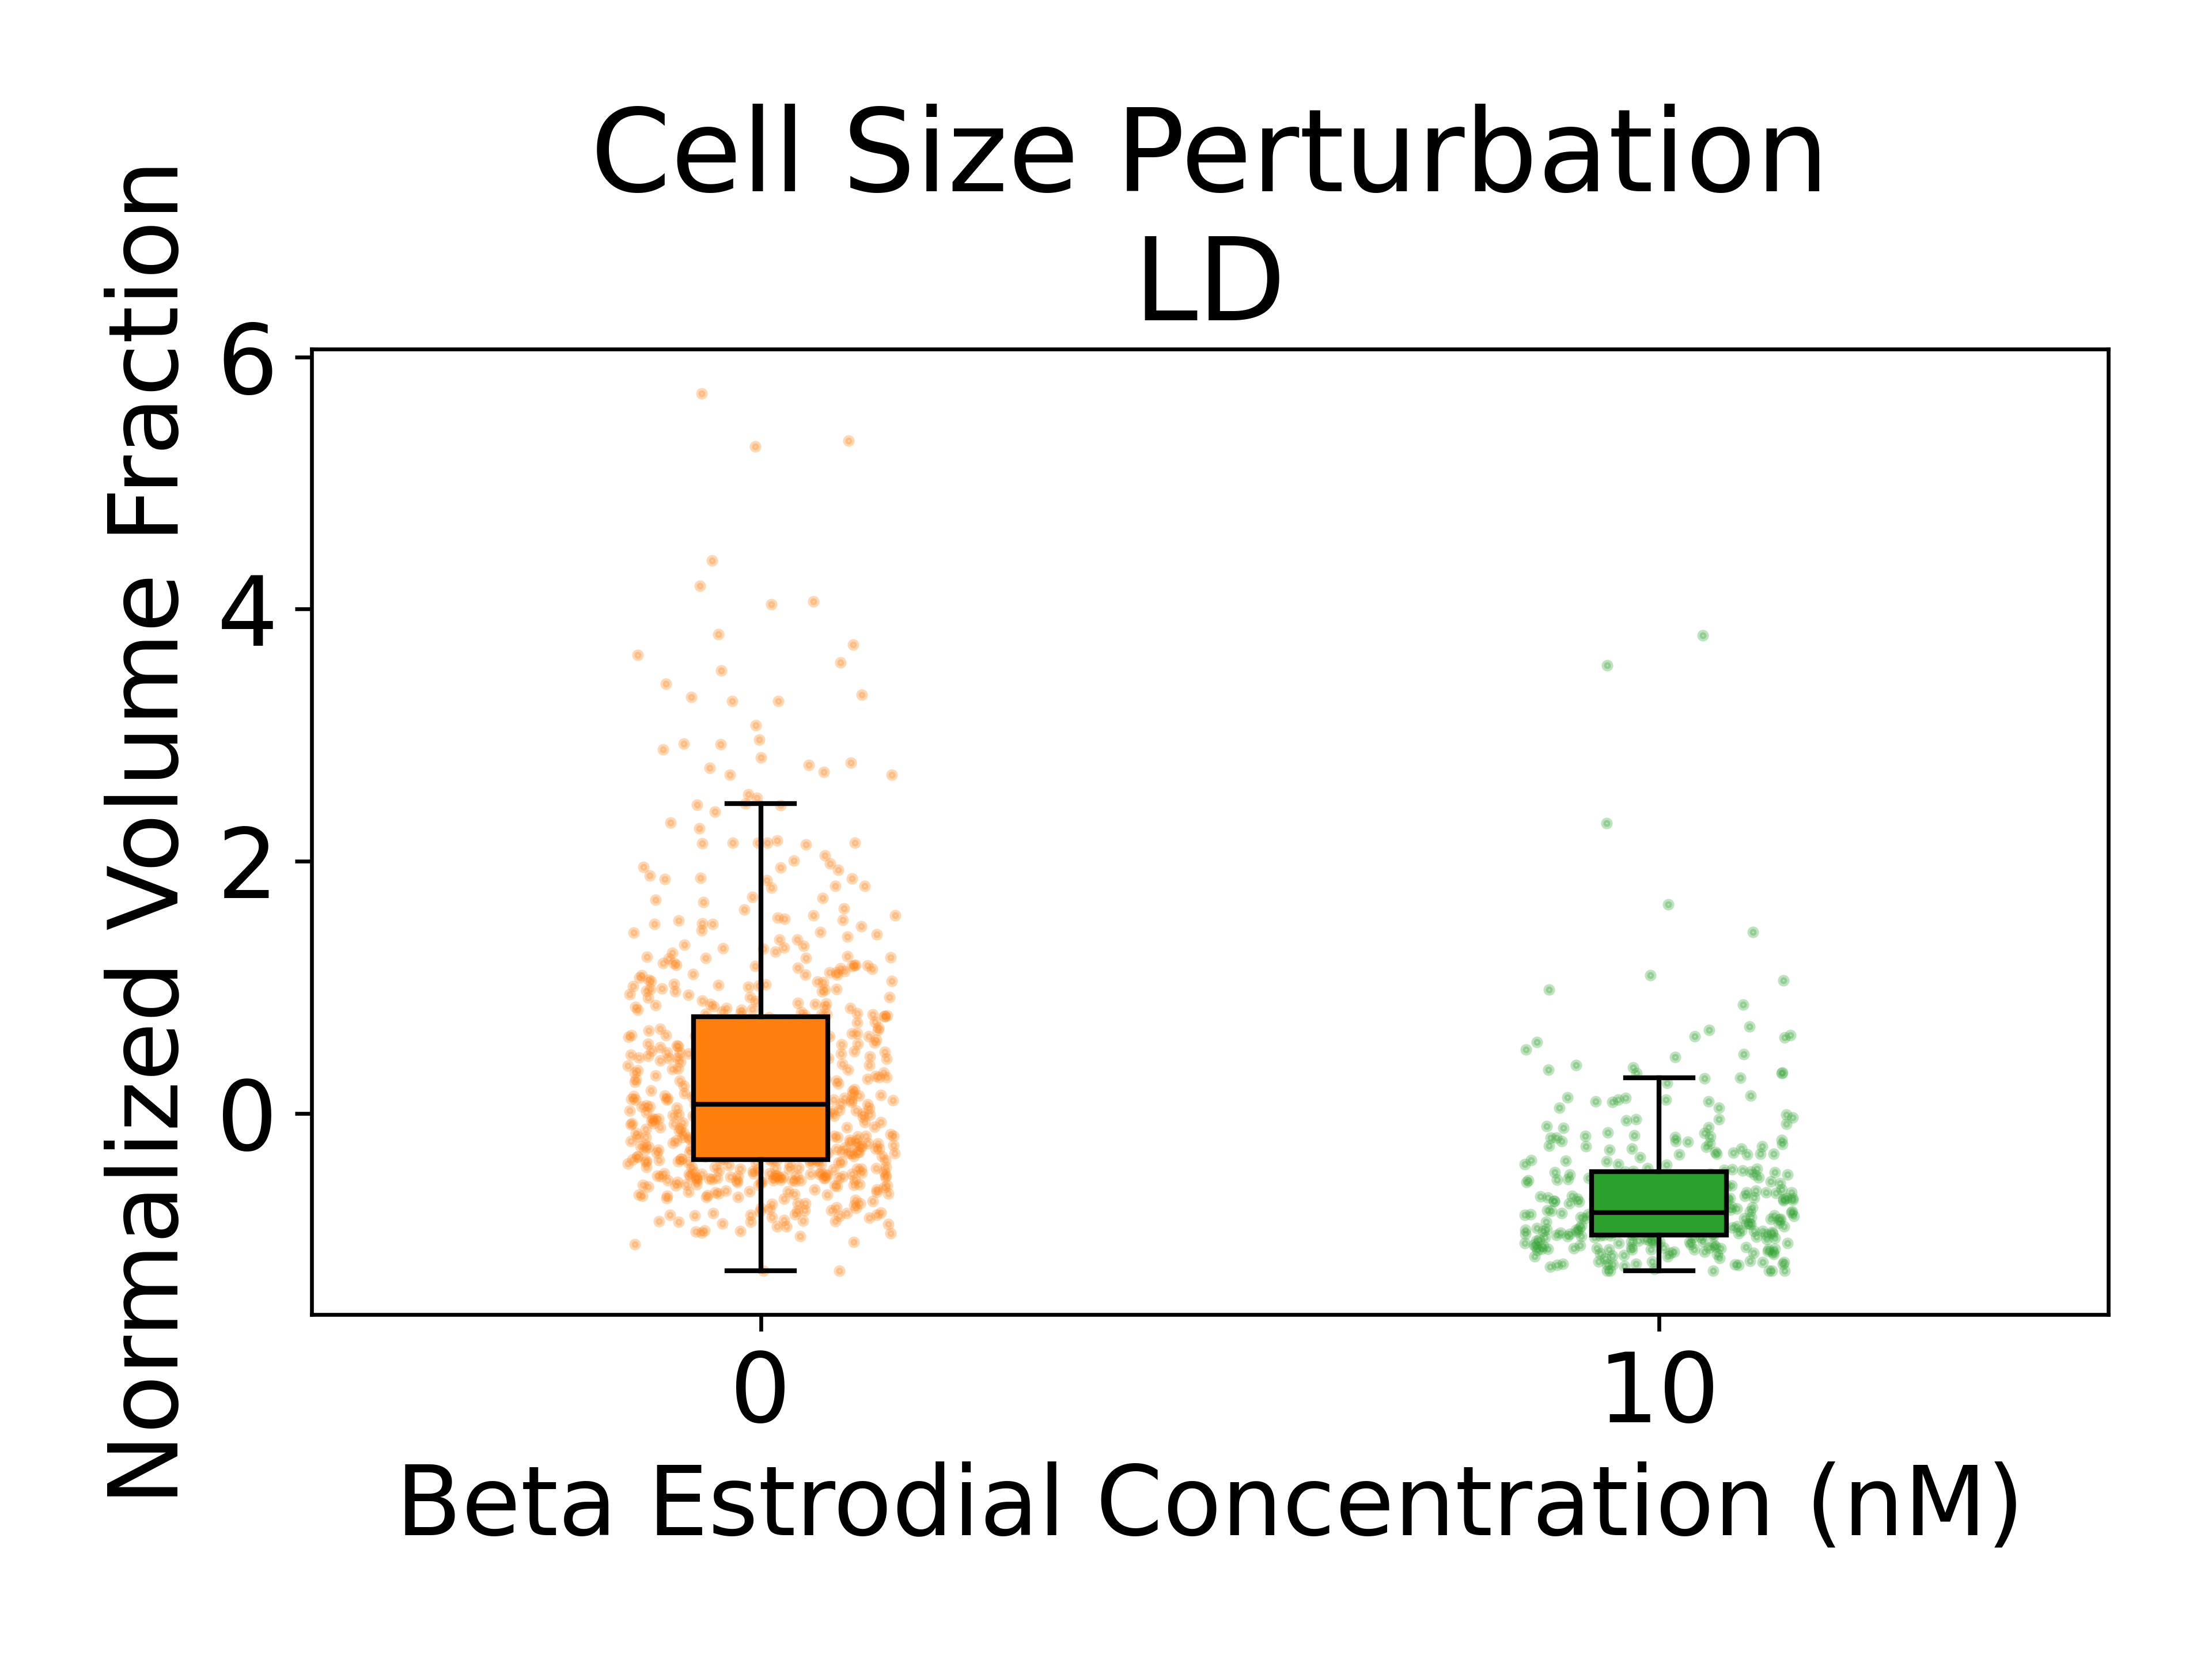 Cell Size Perturbation
LD
Normalized Volume Fraction
6
4
2
0
0
10
Beta Estrodial Concentration (nM)